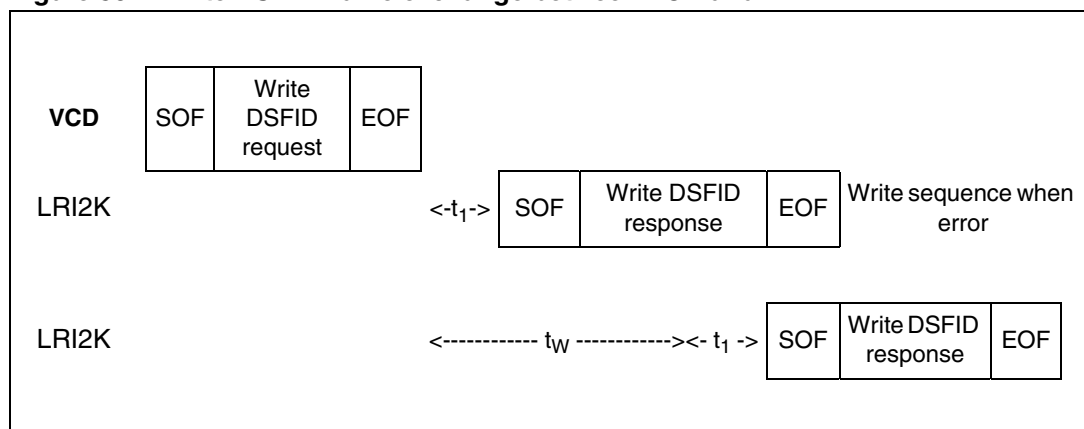 Write
VCD SOF DSFID EOF
request
LRI2K <-t1-> SOF Write DSFID response EOF Write sequence when error
LRI2K <------------ tW ------------><- t1 -> SOF Write DSFID response EOF